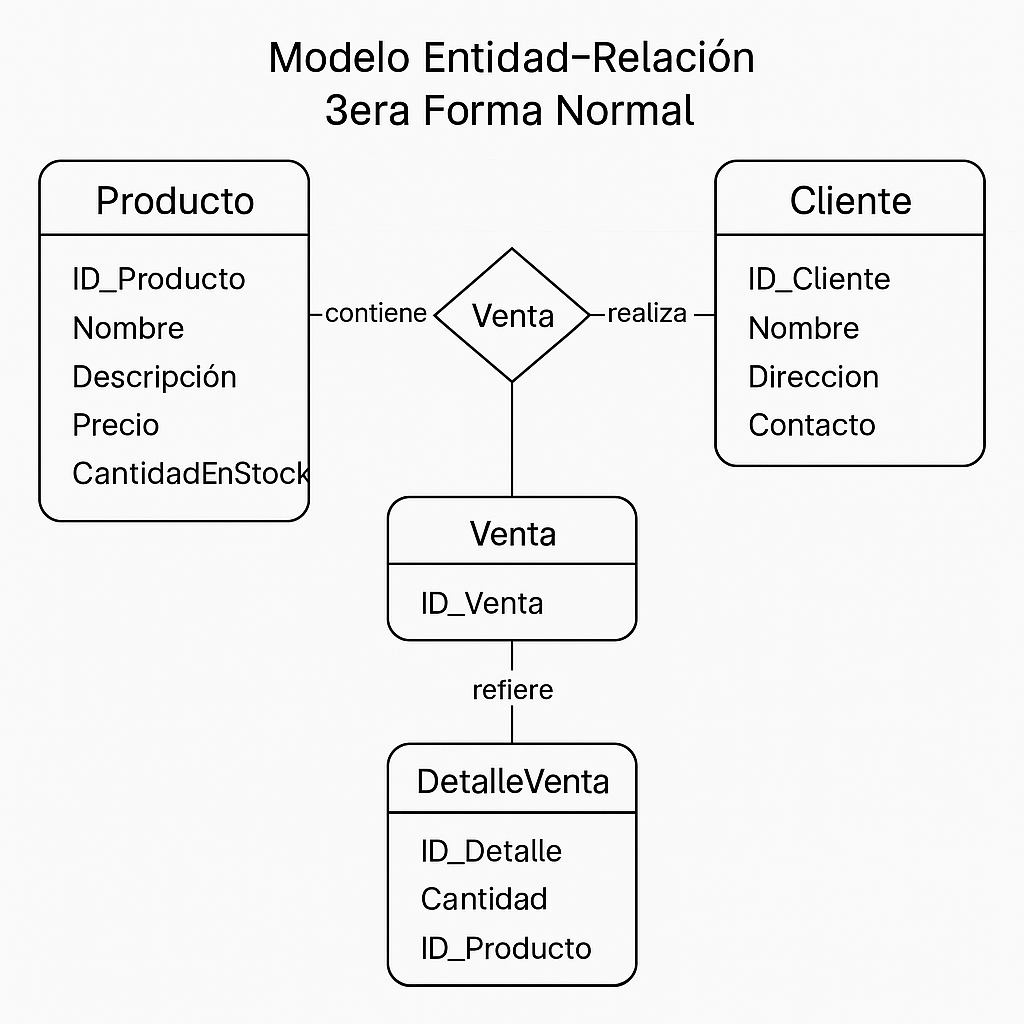 Modelo Entidad–Relación
3era Forma Normal
Producto
ID_Producto
Nombre
Descripción
Precio
CantidadEnStock
contiene
Venta
realiza
Cliente
ID_Cliente
Nombre
Direccion
Contacto
Venta
ID_Venta
refiere
DetalleVenta
ID_Detalle
Cantidad
ID_Producto